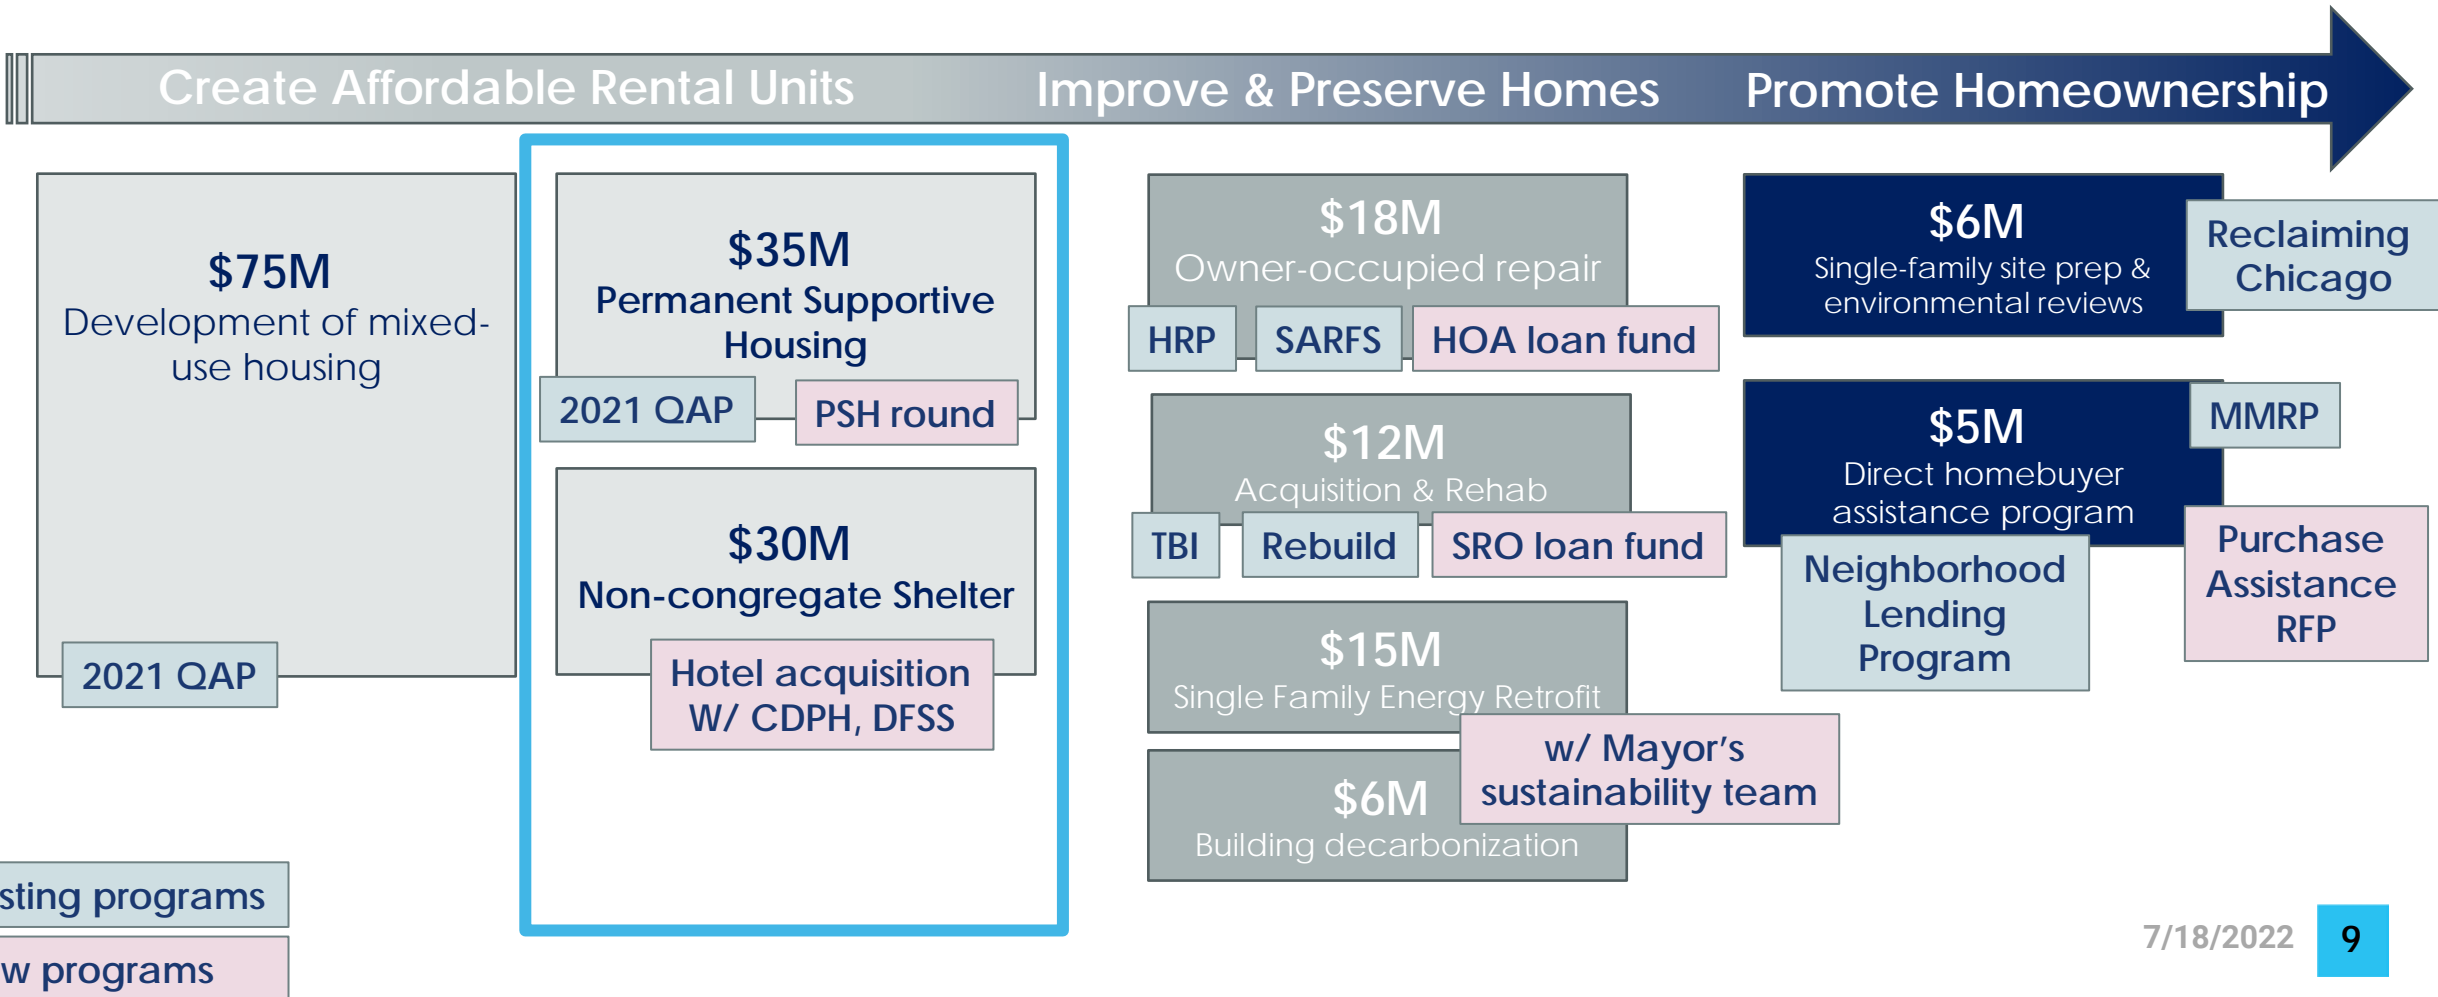 Create Affordable Rental Units
Improve & Preserve Homes
Promote Homeownership
$75M
Development of mixed-
use housing
2021 QAP
$35M
Permanent Supportive
Housing
2021 QAP
PSH round
$30M
Non-congregate Shelter
Hotel acquisition
W/ CDPH, DFSS
$18M
Owner-occupied repair
HRP
SARFS
HOA loan fund
$12M
Acquisition & Rehab
TBI
Rebuild
SRO loan fund
$15M
Single Family Energy Retrofit
w/ Mayor’s
sustainability team
$6M
Building decarbonization
$6M
Single-family site prep &
environmental reviews
Reclaiming
Chicago
$5M
Direct homebuyer
assistance program
MMRP
Neighborhood
Lending
Program
Purchase
Assistance
RFP
sting programs
w programs
7/18/2022
9